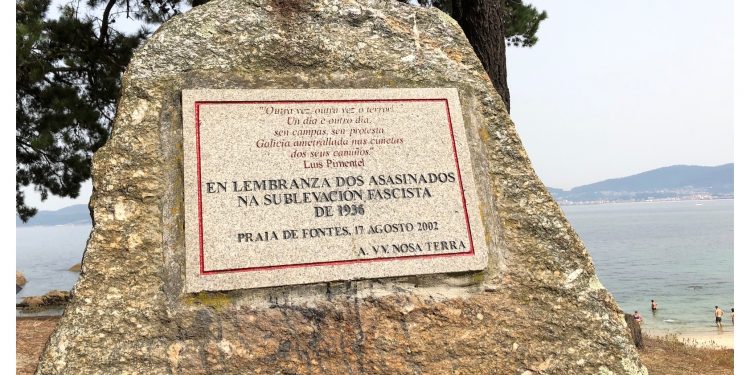 "Outra vez, outra vez o terror!
Un día e outro día,
sen campas, sen protesta
Galicia ametrallada nas cunetas
dos seus camiños."
Luis Pimentel
EN LEMBRANZA DOS ASASINADOS
NA SUBLEVACIÓN FASCISTA
DE 1936
PRAIA DE FONTES, 17 AGOSTO 2002
A. VV. NOSA TERRA